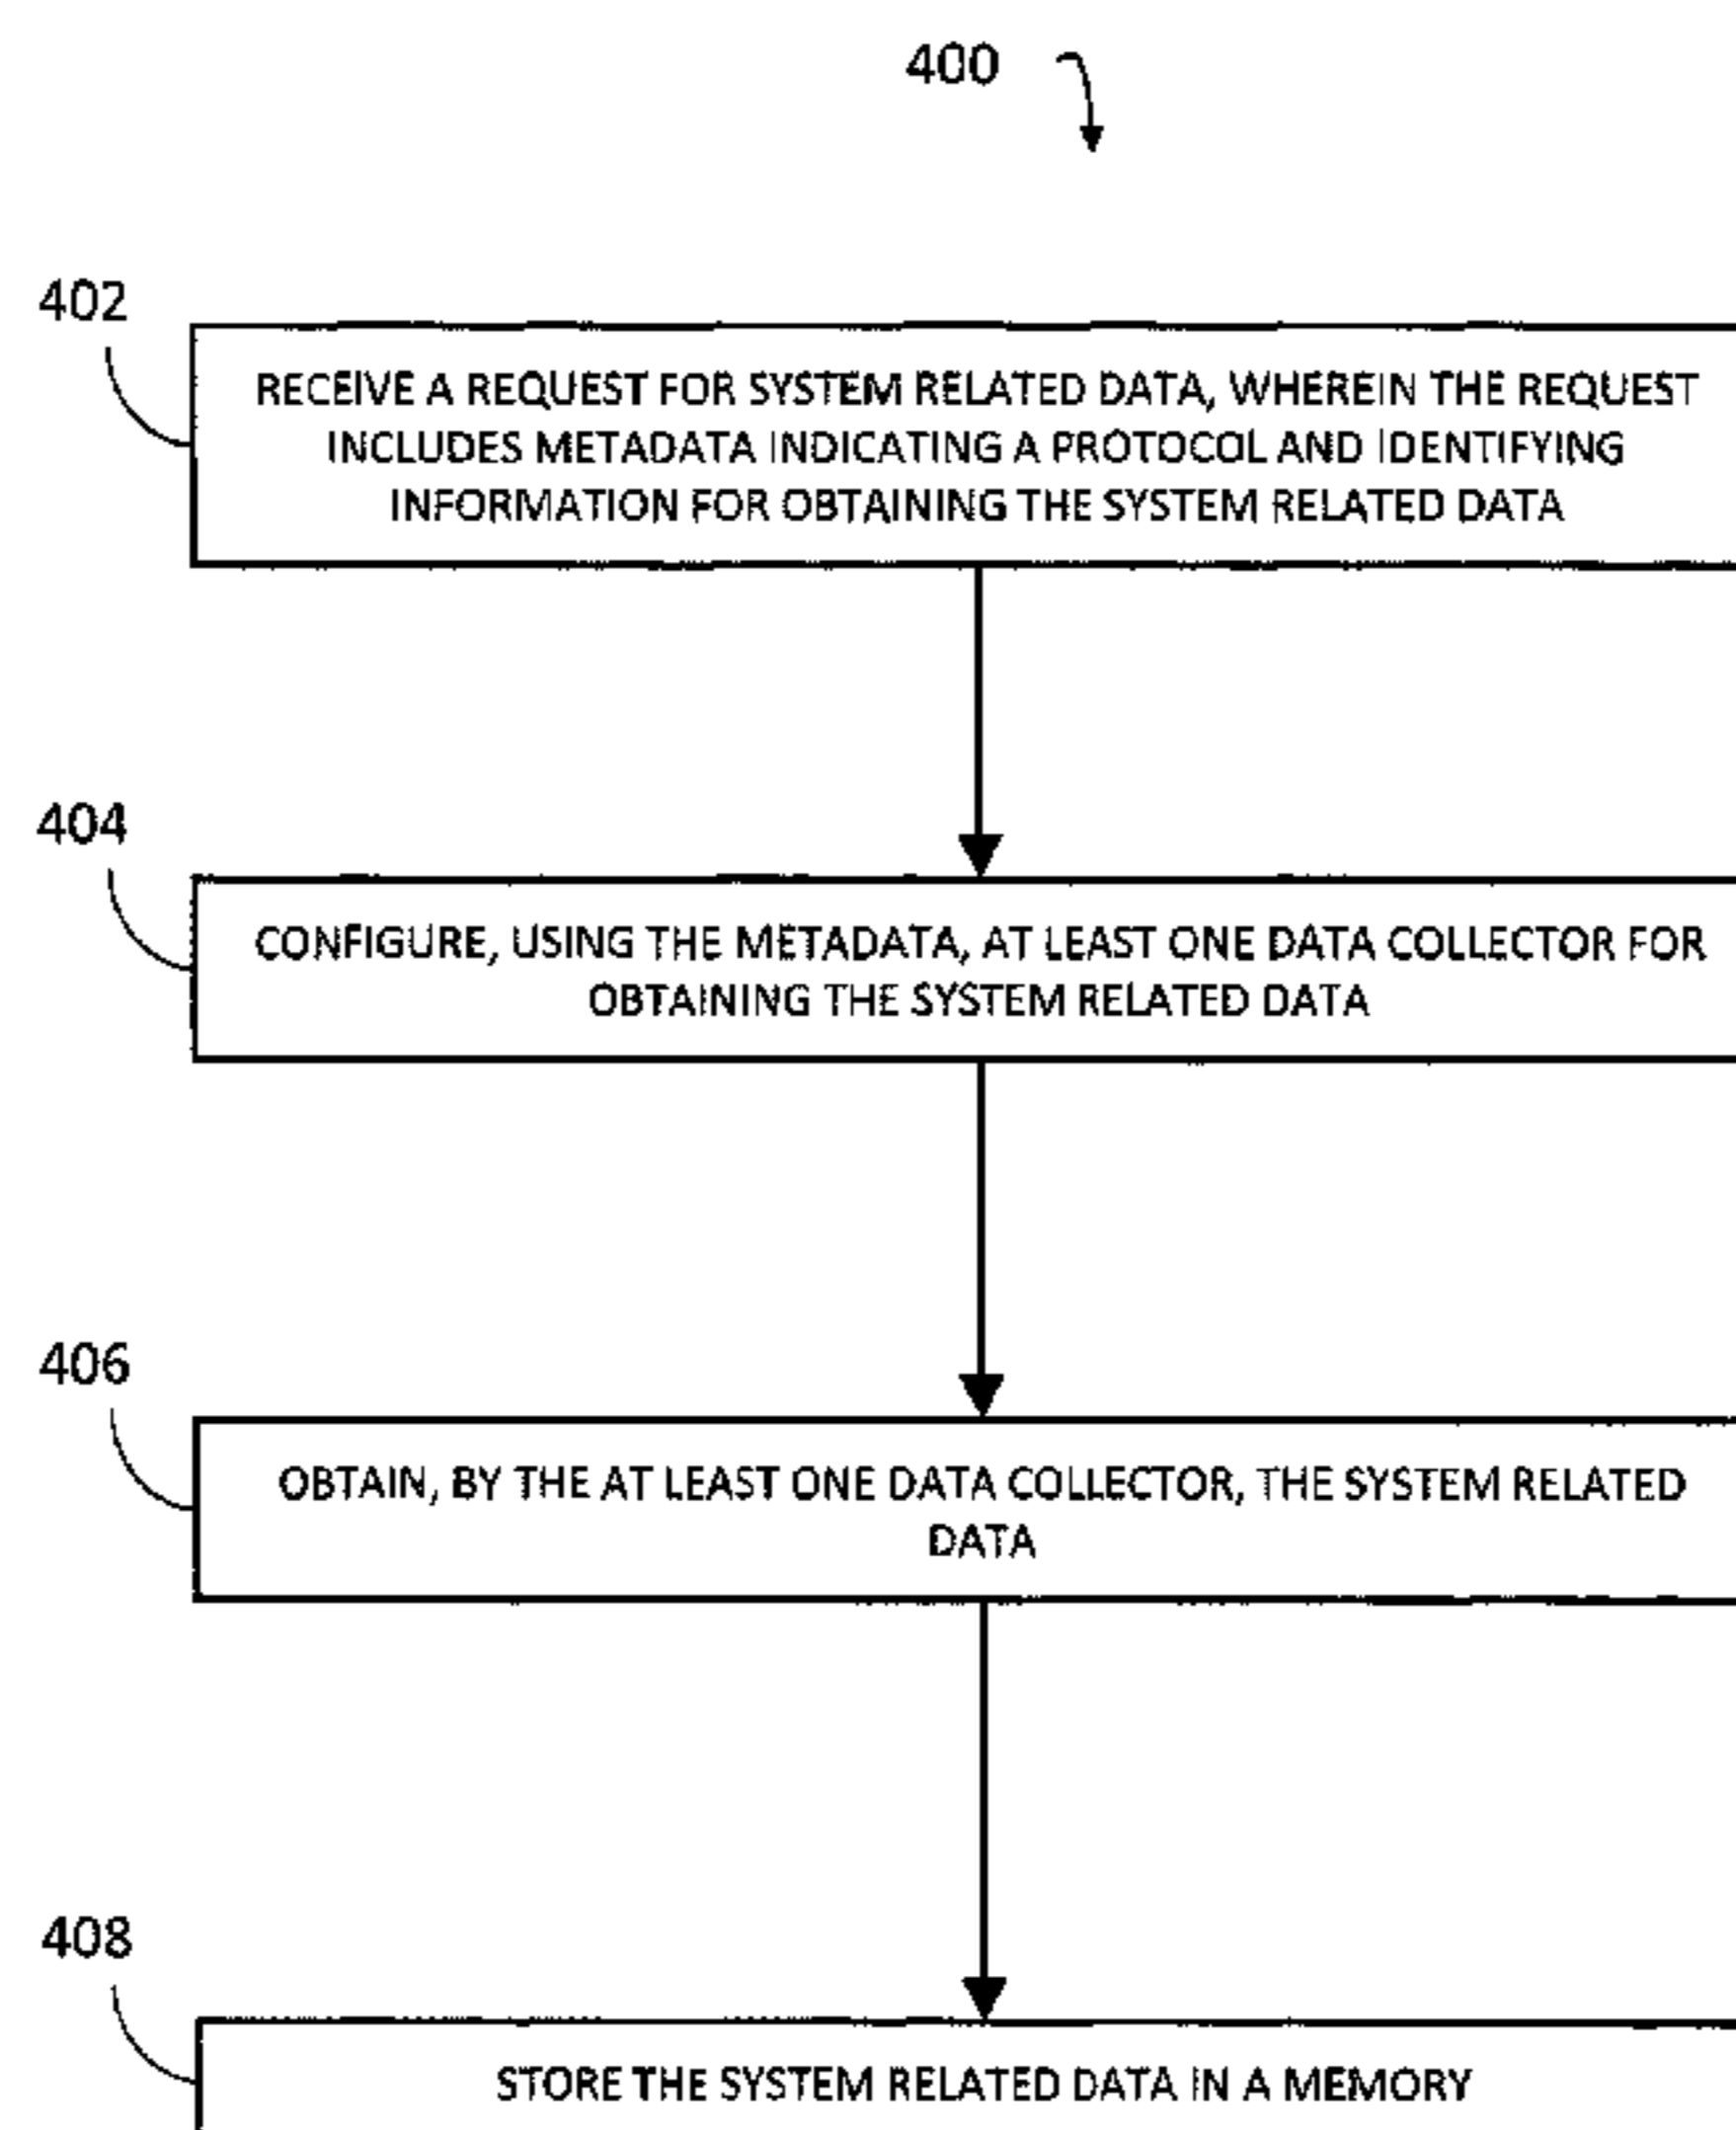 400
402
RECEIVE A REQUEST FOR SYSTEM RELATED DATA, WHEREIN THE REQUEST
INCLUDES METADATA INDICATING A PROTOCOL AND IDENTIFYING
INFORMATION FOR OBTAINING THE SYSTEM RELATED DATA
404
CONFIGURE, USING THE METADATA, AT LEAST ONE DATA COLLECTOR FOR
OBTAINING THE SYSTEM RELATED DATA
406
OBTAIN, BY THE AT LEAST ONE DATA COLLECTOR, THE SYSTEM RELATED
DATA
408
STORE THE SYSTEM RELATED DATA IN A MEMORY